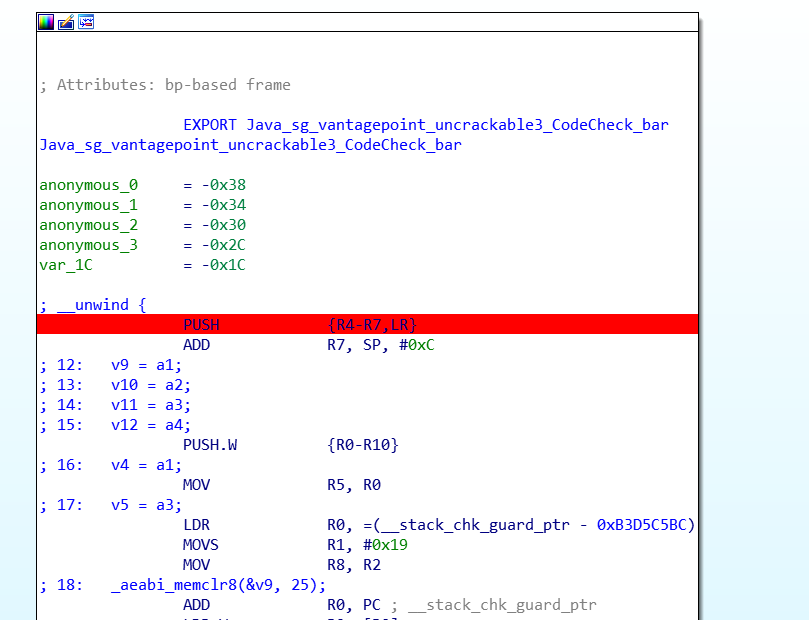 ; Attributes: bp-based frame
EXPORT Java_sg_vantagepoint_uncrackable3_CodeCheck_bar
Java_sg_vantagepoint_uncrackable3_CodeCheck_bar
anonymous_0 = -0x38
anonymous_1 = -0x34
anonymous_2 = -0x30
anonymous_3 = -0x2C
var_1C = -0x1C
; __unwind {
PUSH {R4-R7,LR}
ADD R7, SP, #0xC
; 12: v9 = a1;
; 13: v10 = a2;
; 14: v11 = a3;
; 15: v12 = a4;
PUSH.W {R0-R10}
; 16: v4 = a1;
MOV R5, R0
; 17: v5 = a3;
LDR R0, =(__stack_chk_guard_ptr - 0xB3D5C5BC)
MOVS R1, #0x19
MOV R8, R2
; 18: _aeabi_memclr8(&v9, 25);
ADD R0, PC ; __stack_chk_guard_ptr